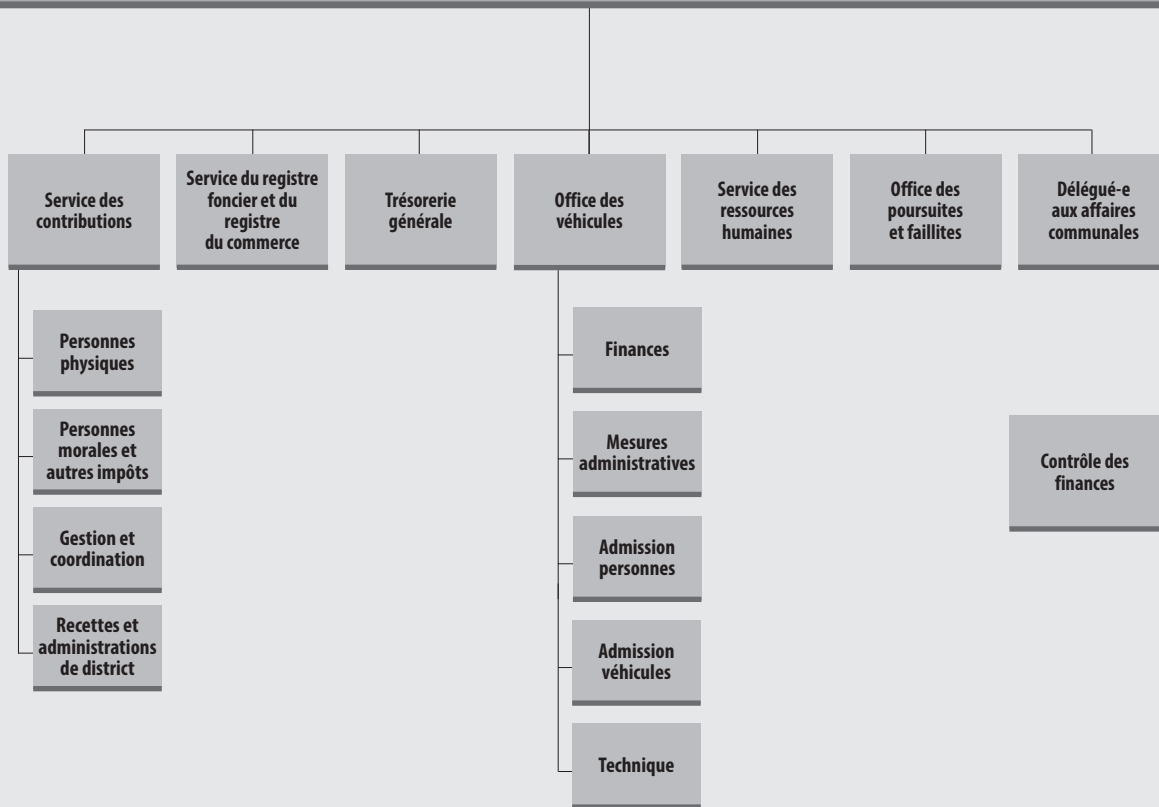 Service des
contributions
Service du registre
foncier et du
registre
du commerce
Trésorerie
générale
Office des
véhicules
Service des
ressources
humaines
Office des
poursuites
et faillites
Délégué-e
aux affaires
communales
Personnes
physiques
Personnes
morales et
autres impôts
Gestion et
coordination
Recettes et
administrations
de district
Finances
Mesures
administratives
Admission
personnes
Admission
véhicules
Technique
Contrôle des
finances